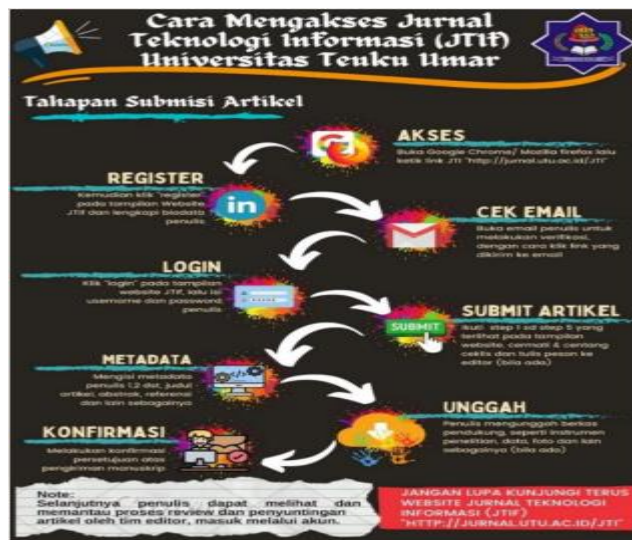 Cara Mengakses Jurnal
Teknologi Informasi (JTIf)
Universitas Teuku Umar
Tahapan Submisi Artikel
AKSES
Buka Google Chrome/ Mozilla firefox lalu
ketik link JTI "http://jurnal.utu.ac.id/JTI"
REGISTER
Kemudian klik "register"
pada tampilan Website
JTIf dan lengkapi biodata
penulis
in
CEK EMAIL
Buka email penulis untuk
melakukan verifikasi,
dengan cara klik link yang
dikirim ke email
LOGIN
Klik "login" pada tampilan
website JTIf, lalu isi
username dan password
penulis
SUBMIT ARTIKEL
SUBMIT
Ikuti step 1 sd step 5 yang
terlihat pada tampilan
website, cermati & centang
ceklis dan tulis pesan ke
editor (bila ada)
METADATA
Mengisi metadata
penulis 1,2 dst, judul
artikel, abstrak, referensi
dan lain sebagainya
UNGGAH
Penulis mengunggah berkas
pendukung, seperti instrumen
penelitian, data, foto dan lain
sebagainya (bila ada)
KONFIRMASI
Melakukan konfirmasi
persetujuan atas
pengiriman manuskrip
Note:
Selanjutnya penulis dapat melihat dan
memantau proses review dan penyuntingan
artikel oleh tim editor, masuk melalui akun.
JANGAN LUPA KUNJUNGI TERUS
WEBSITE JURNAL TEKNOLOGI
INFORMASI (JTIF)
"HTTP://JURNAL.UTU.AC.ID/JTI"